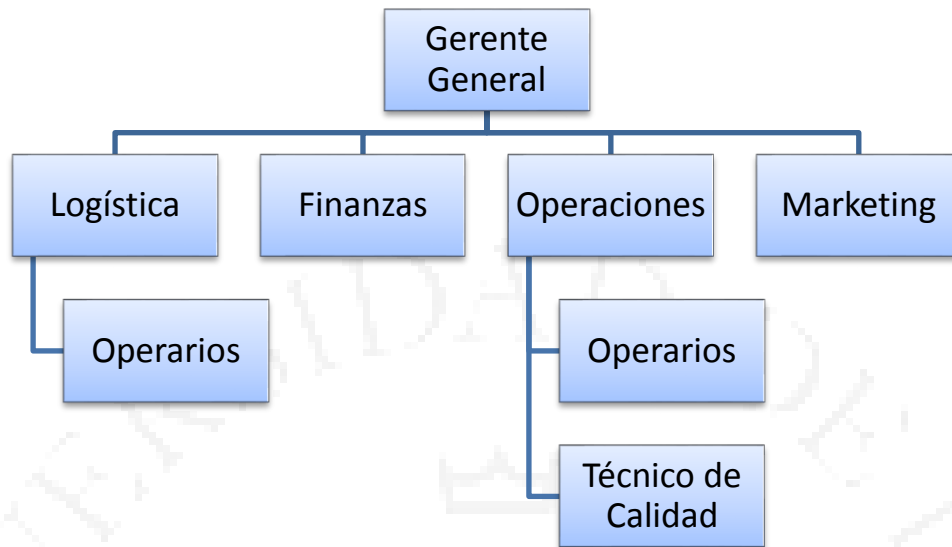 Gerente
General
Logística
Finanzas
Operaciones
Marketing
Operarios
Operarios
Técnico de
Calidad